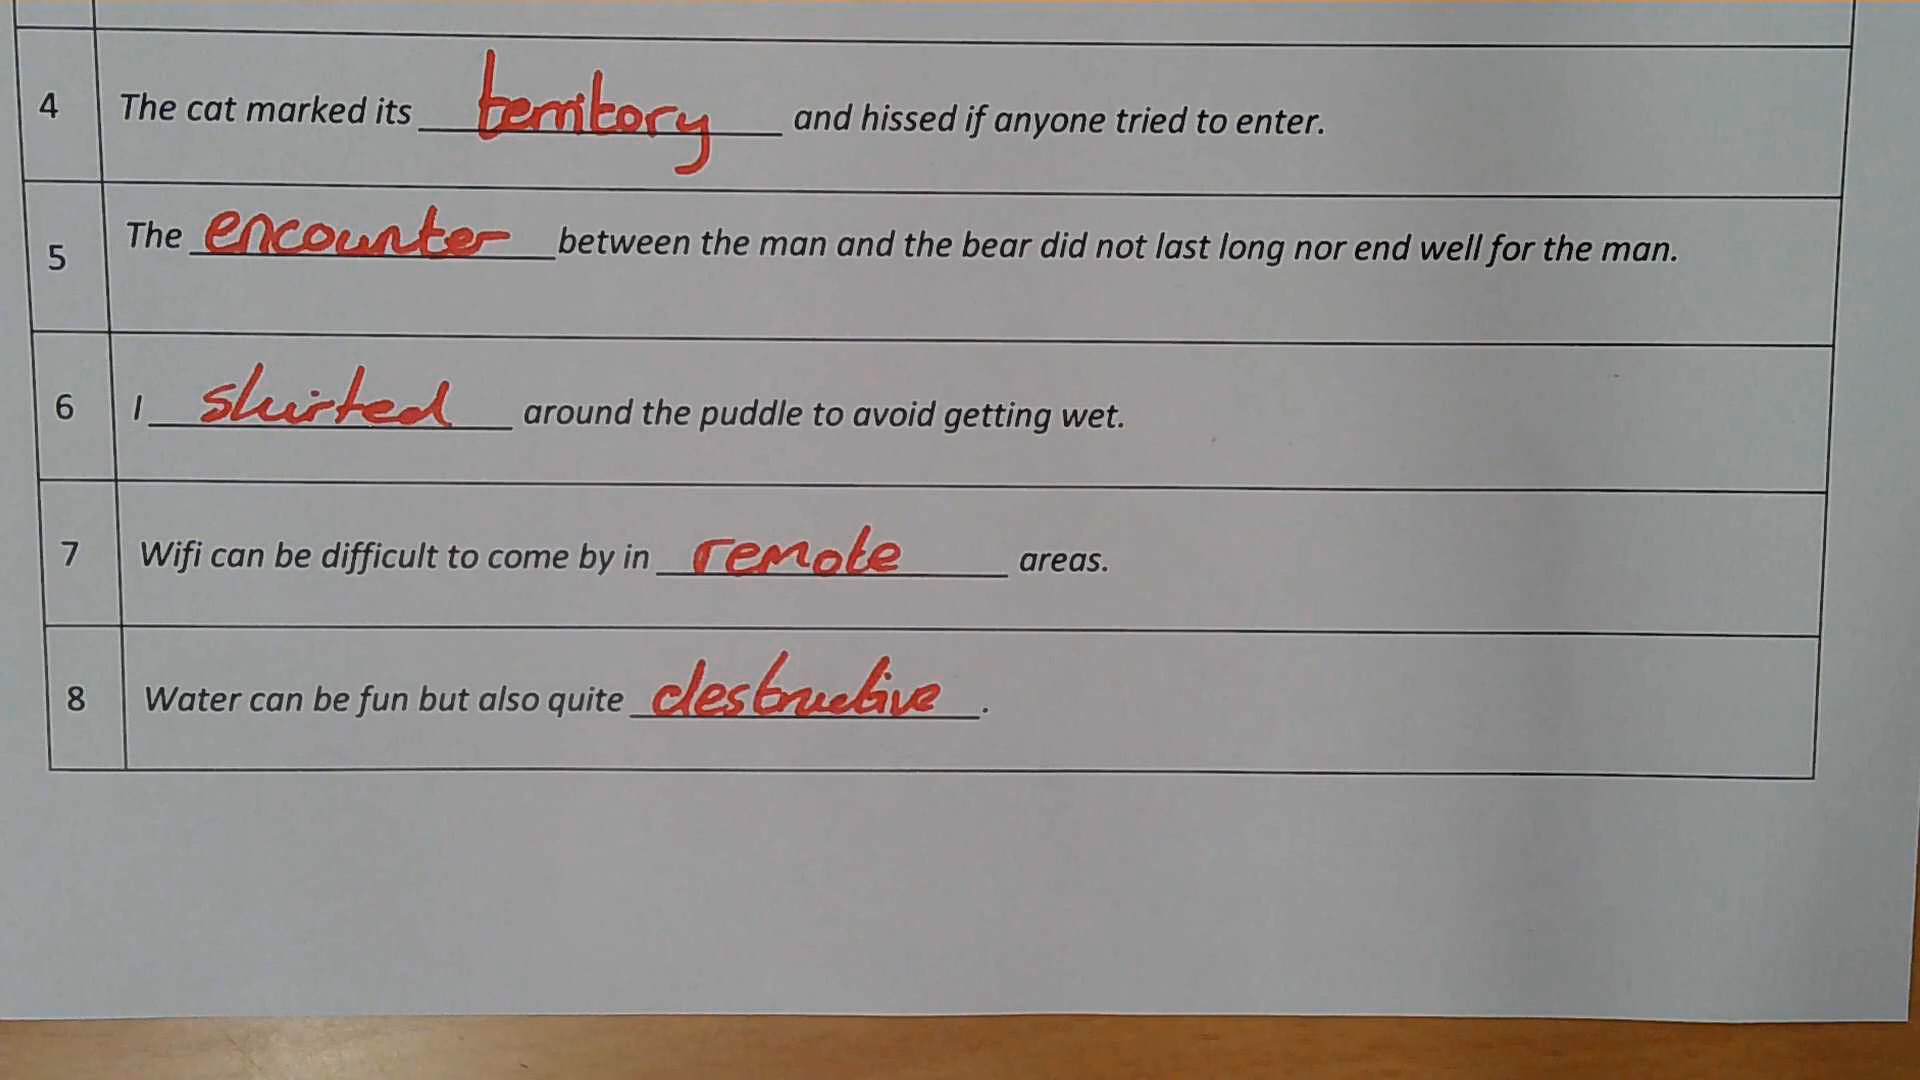 4 The cat marked its territory and hissed if anyone tried to enter.
5 The encounter between the man and the bear did not last long nor end well for the man.
6 I skirted around the puddle to avoid getting wet.
7 Wifi can be difficult to come by in remote areas.
8 Water can be fun but also quite destructive.